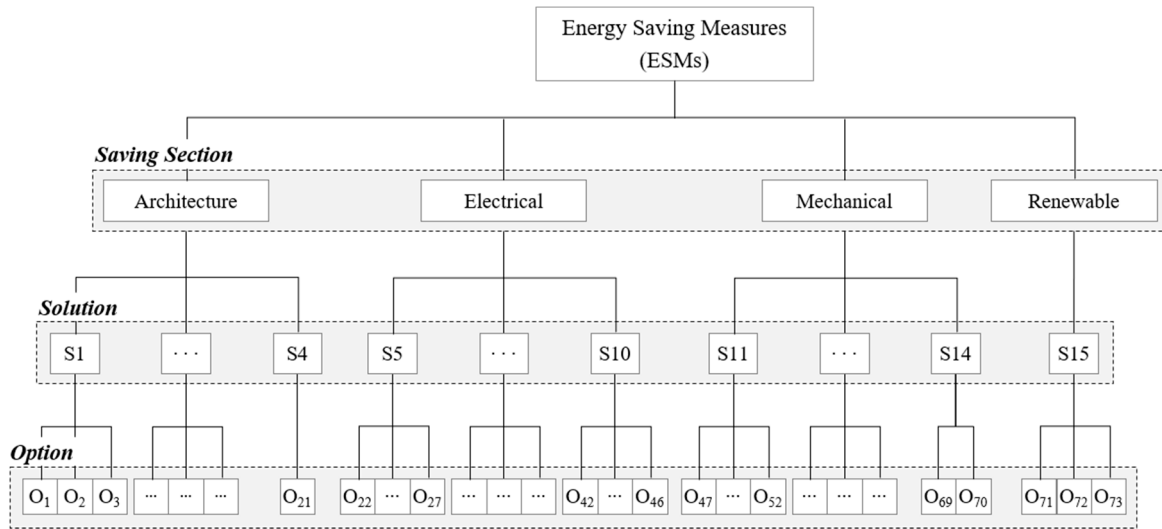 Energy Saving Measures
(ESMs)
Saving Section
Architecture Electrical Mechanical Renewable
Solution
S1 ... S4 S5 ... S10 S11 ... S14 S15
Option
O1 O2 O3 ... ... ... O21 O22 ... O27 ... ... ... O42 ... O46 O47 ... O52 ... ... ... O69 O70 O71 O72 O73